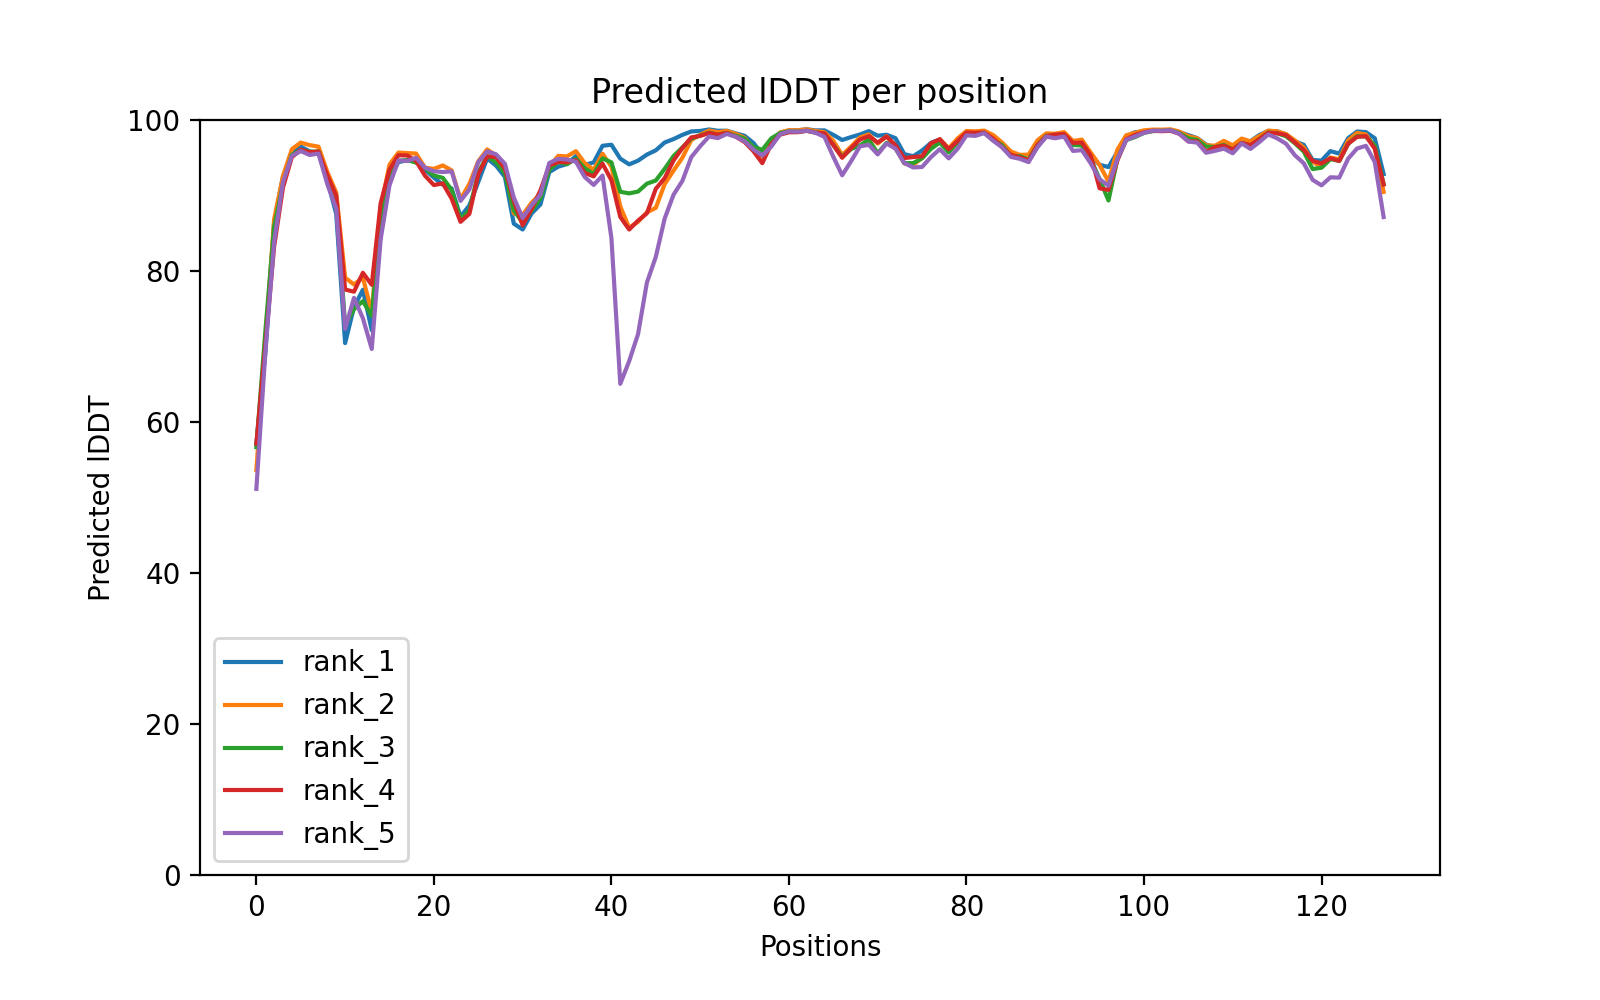 Predicted lDDT per position
100
80
60
40
20
0
Predicted lDDT
rank_1
rank_2
rank_3
rank_4
rank_5
0 20 40 60 80 100 120
Positions